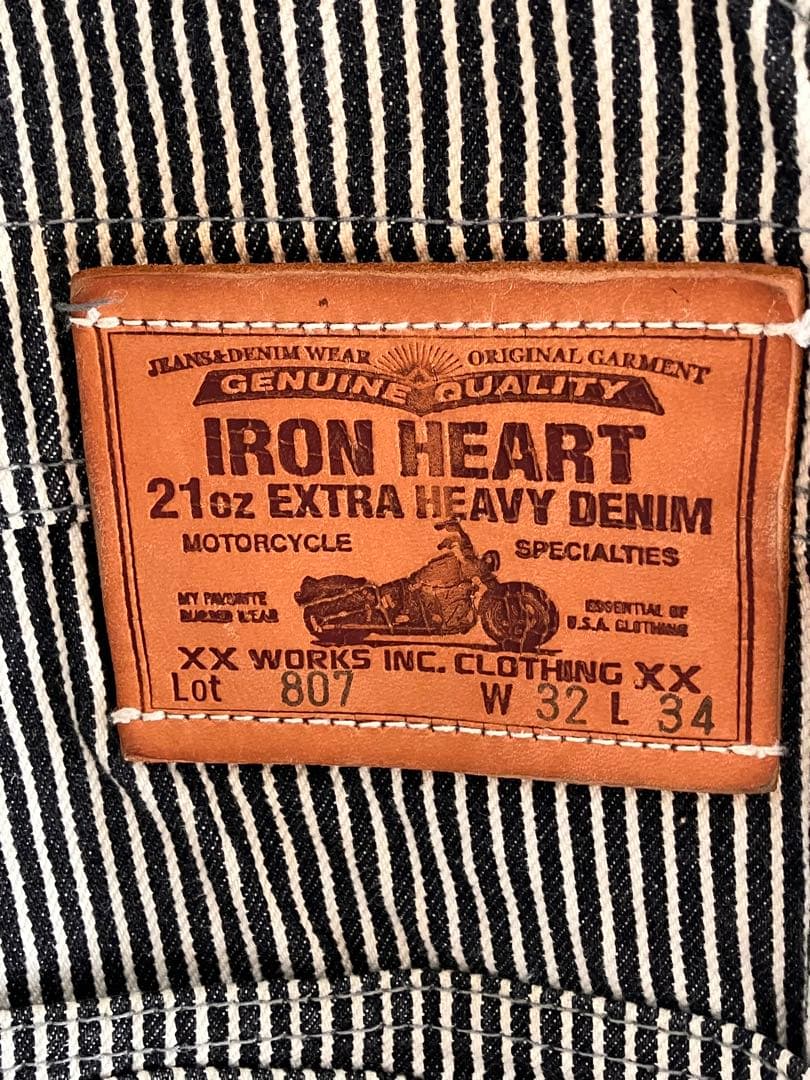 JEANS&DENIM WEAR ORIGINAL GARMENT
GENUINE QUALITY
IRON HEART
21oz EXTRA HEAVY DENIM
MOTORCYCLE SPECIALTIES
MY FAVORITE ESSENTIAL OF
RUGGED WEAR U.S.A. CLOTHING
XX WORKS INC. CLOTHING XX
Lot 807 W 32 L 34